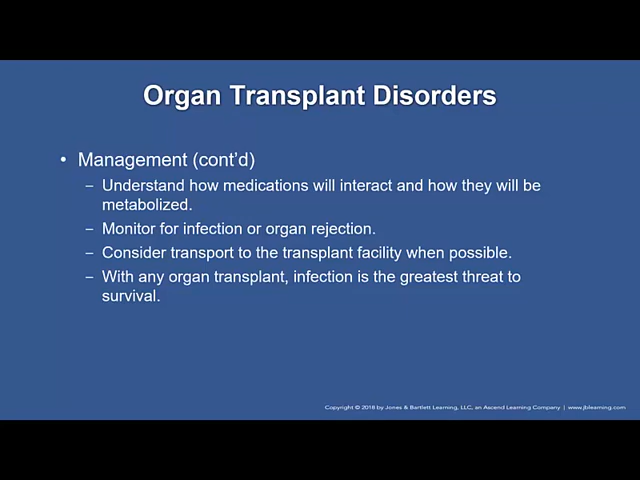 Organ Transplant Disorders
• Management (cont’d)
– Understand how medications will interact and how they will be
metabolized.
– Monitor for infection or organ rejection.
– Consider transport to the transplant facility when possible.
– With any organ transplant, infection is the greatest threat to
survival.
Copyright © 2018 by Jones & Bartlett Learning, LLC, an Ascend Learning Company | www.jblearning.com